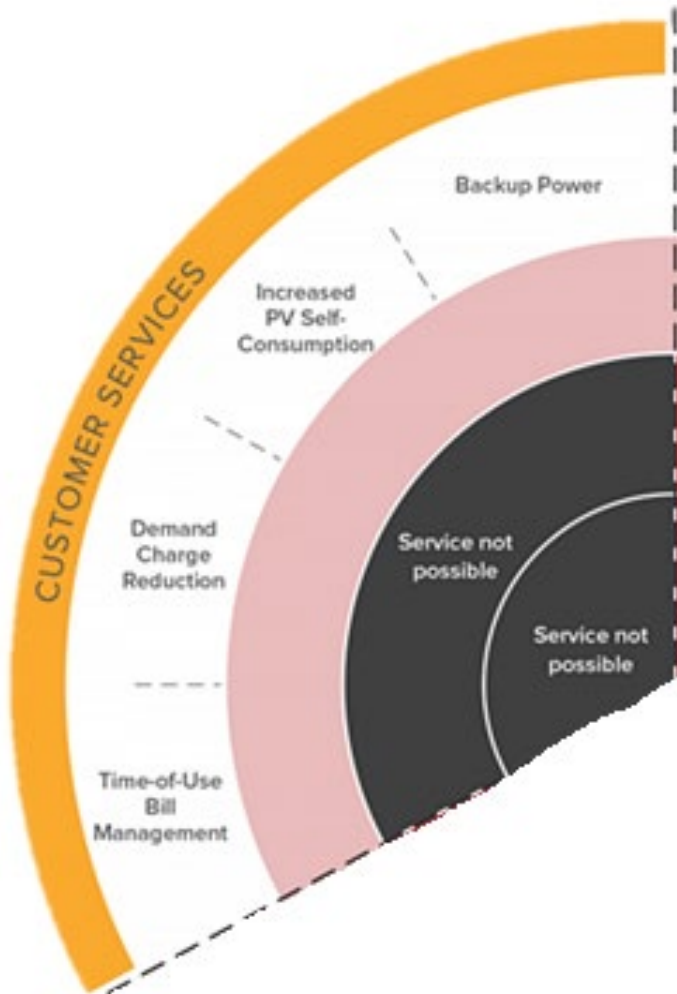 Backup Power
Increased
PV Self-
Consumption
CUSTOMER SERVICES
Demand
Charge
Reduction
Service not
possible
Service not
possible
Time-of-Use
Bill
Management